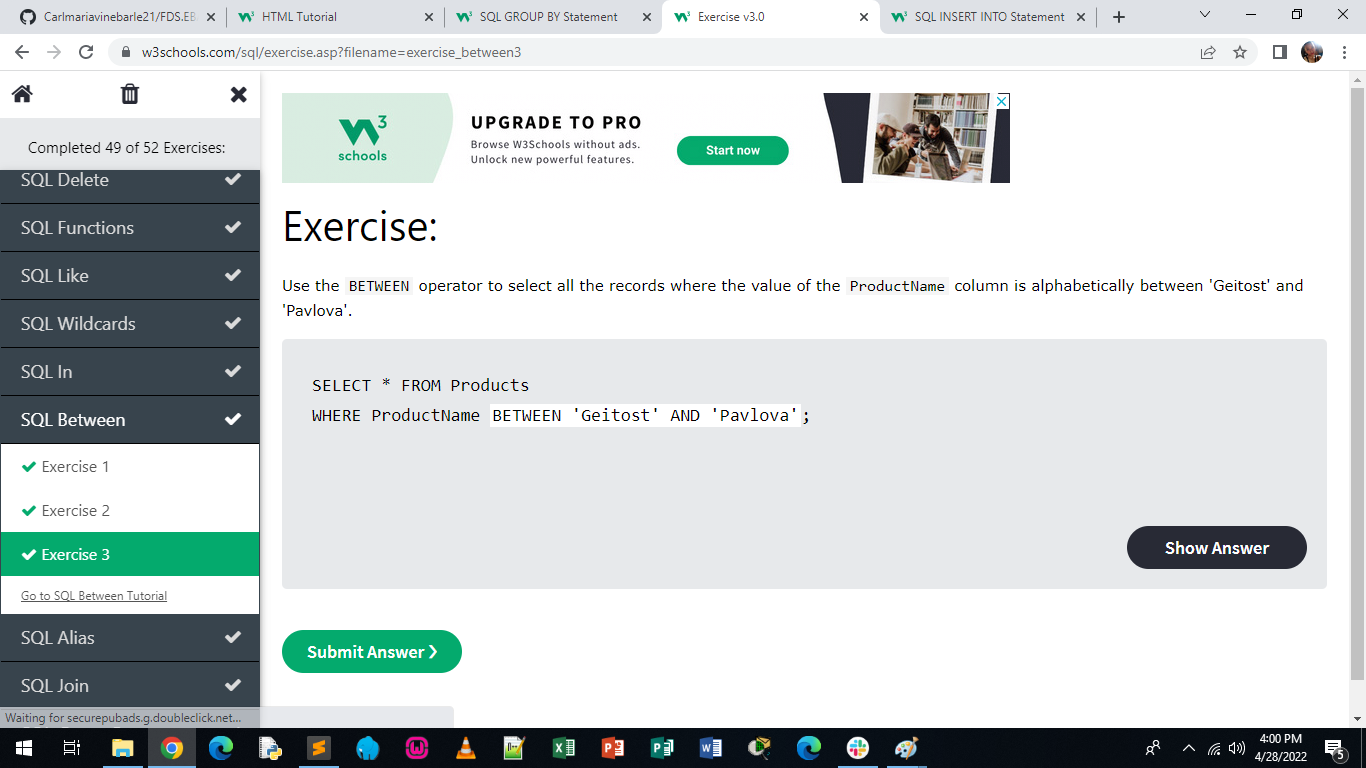 Carlmariavinebarle21/FDS.EB
HTML Tutorial
SQL GROUP BY Statement
Exercise v3.0
SQL INSERT INTO Statement
w3schools.com/sql/exercise.asp?filename=exercise_between3
Completed 49 of 52 Exercises:
SQL Delete
SQL Functions
SQL Like
SQL Wildcards
SQL In
SQL Between
Exercise 1
Exercise 2
Exercise 3
Go to SQL Between Tutorial
SQL Alias
SQL Join
Waiting for securepubads.g.doubleclick.net...
W3
schools
UPGRADE TO PRO
Browse W3Schools without ads.
Unlock new powerful features.
Start now
Exercise:
Use the BETWEEN operator to select all the records where the value of the ProductName column is alphabetically between 'Geitost' and
'Pavlova'.
SELECT * FROM Products
WHERE ProductName BETWEEN 'Geitost' AND 'Pavlova';
Show Answer
Submit Answer ❯
4:00 PM
4/28/2022
5